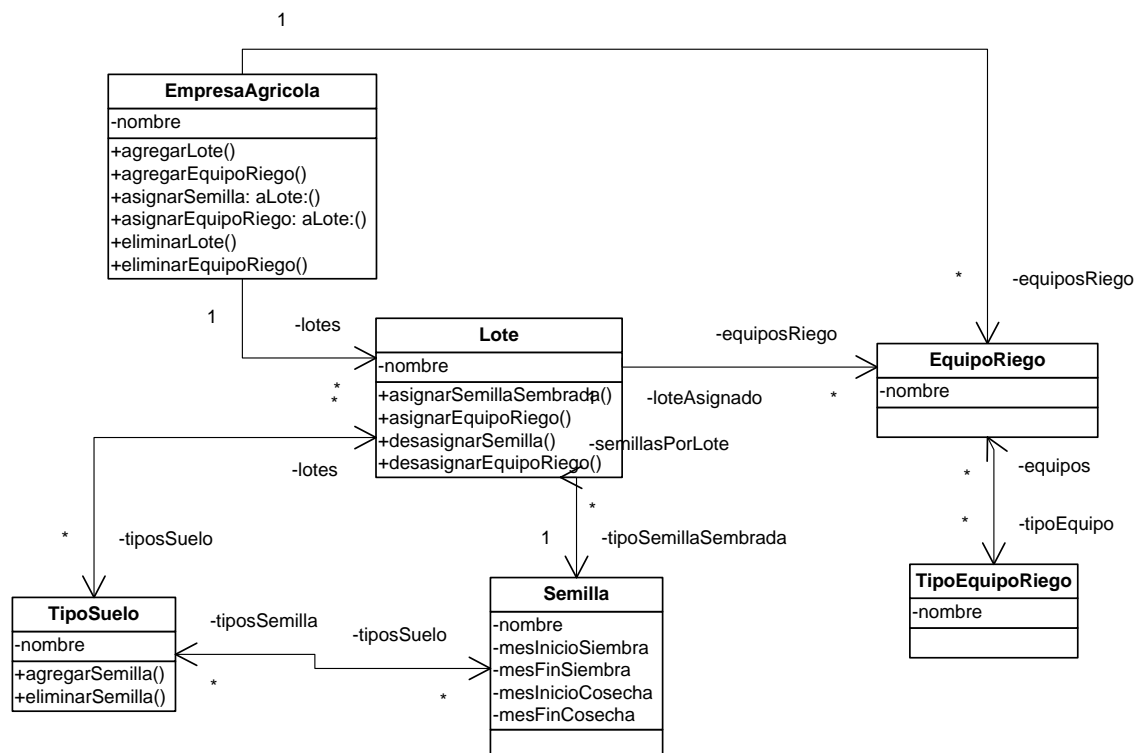 1
EmpresaAgricola
-nombre
+agregarLote()
+agregarEquipoRiego()
+asignarSemilla: aLote:()
+asignarEquipoRiego: aLote:()
+eliminarLote()
+eliminarEquipoRiego()
* -equiposRiego
1
-lotes
*
Lote
-nombre
+asignarSemillaSembrada()
+asignarEquipoRiego()
+desasignarSemilla()
+desasignarEquipoRiego()
-equiposRiego
1 -loteAsignado *
EquipoRiego
-nombre
*
-lotes
* -tiposSuelo
-semillasPorLote
*
1 -tipoSemillaSembrada
* -equipos
* -tipoEquipo
TipoEquipoRiego
-nombre
TipoSuelo
-nombre
+agregarSemilla()
+eliminarSemilla()
-tiposSemilla
*
-tiposSuelo
*
Semilla
-nombre
-mesInicioSiembra
-mesFinSiembra
-mesInicioCosecha
-mesFinCosecha